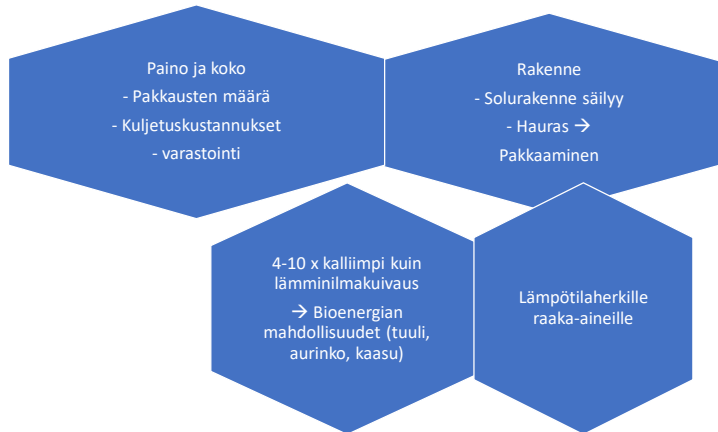 Paino ja koko
- Pakkausten määrä
- Kuljetuskustannukset
- varastointi
Rakenne
- Solurakenne säilyy
- Hauras →
Pakkaaminen
4-10 x kalliimpi kuin
lämminilmakuivaus
→ Bioenergian
mahdollisuudet (tuuli,
aurinko, kaasu)
Lämpötilaherkille
raaka-aineille